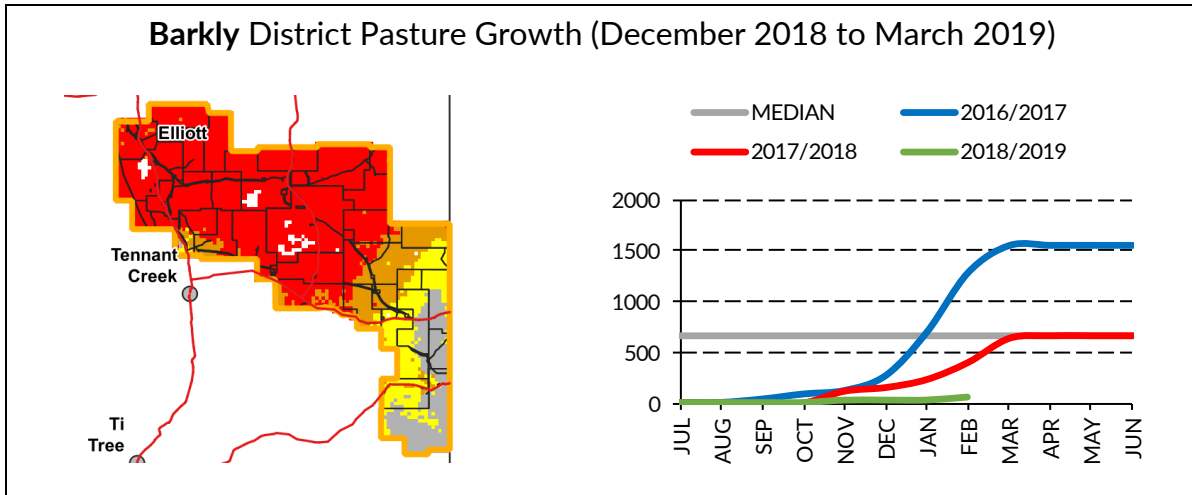 Barkly District Pasture Growth (December 2018 to March 2019)
Elliott
Tennant
Creek
Ti
Tree
MEDIAN
2016/2017
2017/2018
2018/2019
2000
1500
1000
500
0
JUL
AUG
SEP
OCT
NOV
DEC
JAN
FEB
MAR
APR
MAY
JUN